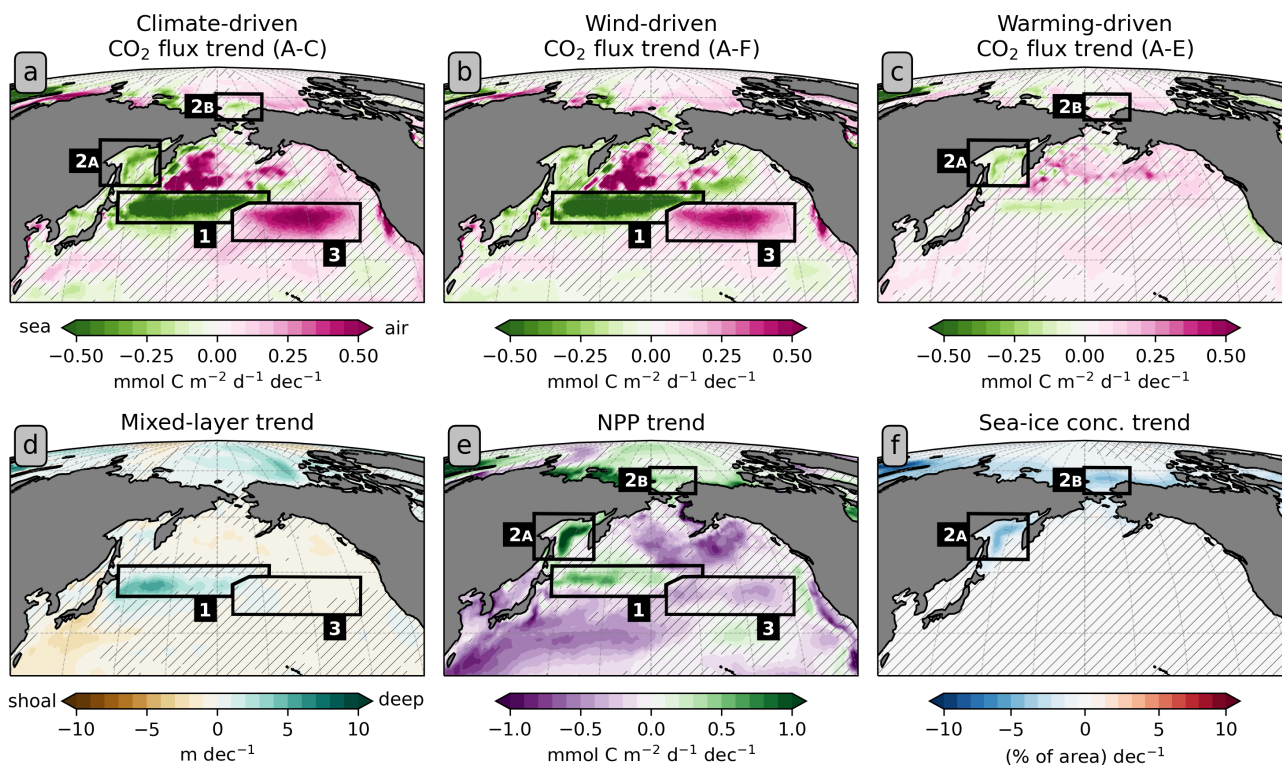 Climate-driven
CO₂ flux trend (A-C)
Wind-driven
CO₂ flux trend (A-F)
Warming-driven
CO₂ flux trend (A-E)
a
2B
2A
1
3
b
1
3
c
2B
2A
sea
air
−0.50 −0.25 0.00 0.25 0.50
mmol C m⁻² d⁻¹ dec⁻¹
−0.50 −0.25 0.00 0.25 0.50
mmol C m⁻² d⁻¹ dec⁻¹
−0.50 −0.25 0.00 0.25 0.50
mmol C m⁻² d⁻¹ dec⁻¹
Mixed-layer trend
NPP trend
Sea-ice conc. trend
d
1
3
e
2B
2A
1
3
f
2B
2A
shoal
deep
−10 −5 0 5 10
m dec⁻¹
−1.0 −0.5 0.0 0.5 1.0
mmol C m⁻² d⁻¹ dec⁻¹
−10 −5 0 5 10
(% of area) dec⁻¹